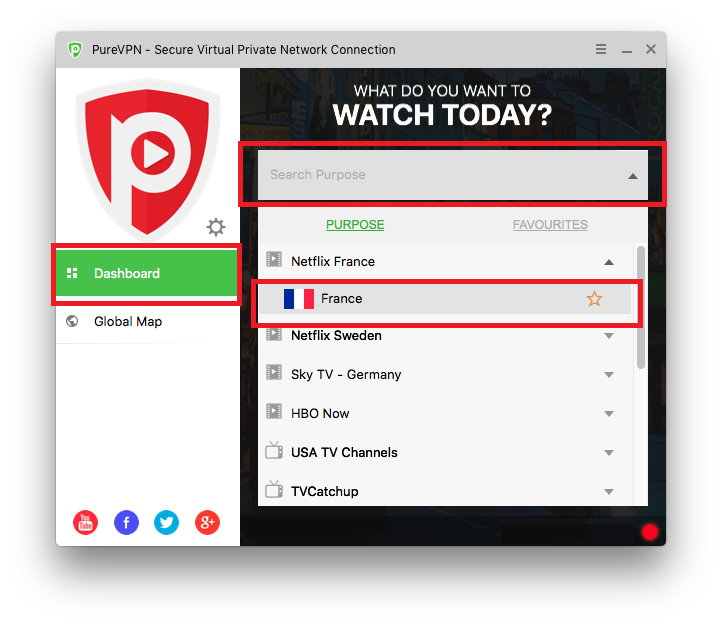 PureVPN - Secure Virtual Private Network Connection
WHAT DO YOU WANT TO
WATCH TODAY?
Search Purpose
PURPOSE
FAVOURITES
Dashboard
Global Map
Netflix France
France
Netflix Sweden
Sky TV - Germany
HBO Now
USA TV Channels
TVCatchup
You
Tube
f
g+